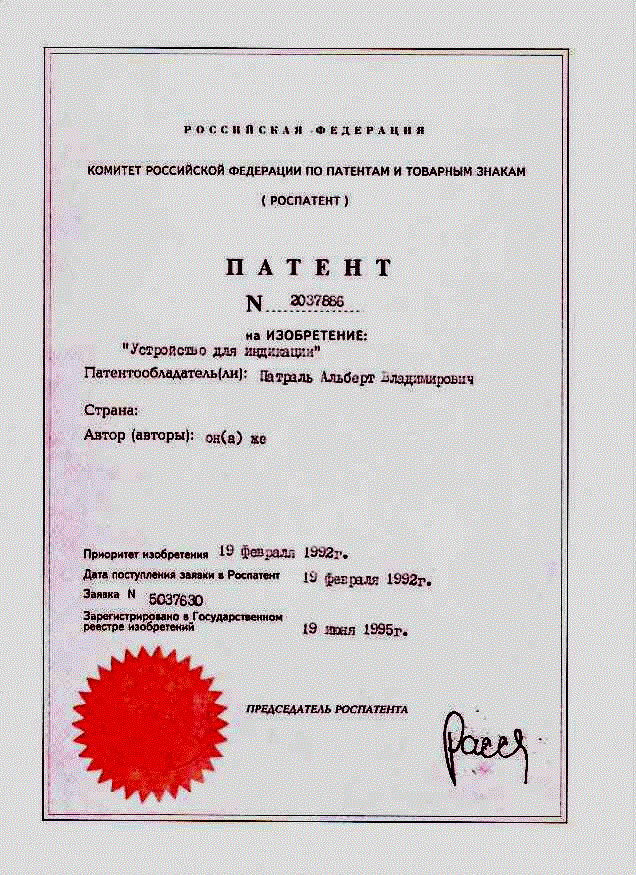 РОССИЙСКАЯ ФЕДЕРАЦИЯ
КОМИТЕТ РОССИЙСКОЙ ФЕДЕРАЦИИ ПО ПАТЕНТАМ И ТОВАРНЫМ ЗНАКАМ
( РОСПАТЕНТ )
ПАТЕНТ
N 2037886
на ИЗОБРЕТЕНИЕ:
"Устройство для индикации"
Патентообладатель(ли): Патраль Альберт Владимирович
Страна:
Автор (авторы): он(а) же
Приоритет изобретения 19 февраля 1992г.
Дата поступления заявки в Роспатент 19 февраля 1992г.
Заявка N 5037630
Зарегистрировано в Государственном
реестре изобретений 19 июня 1995г.
ПРЕДСЕДАТЕЛЬ РОСПАТЕНТА